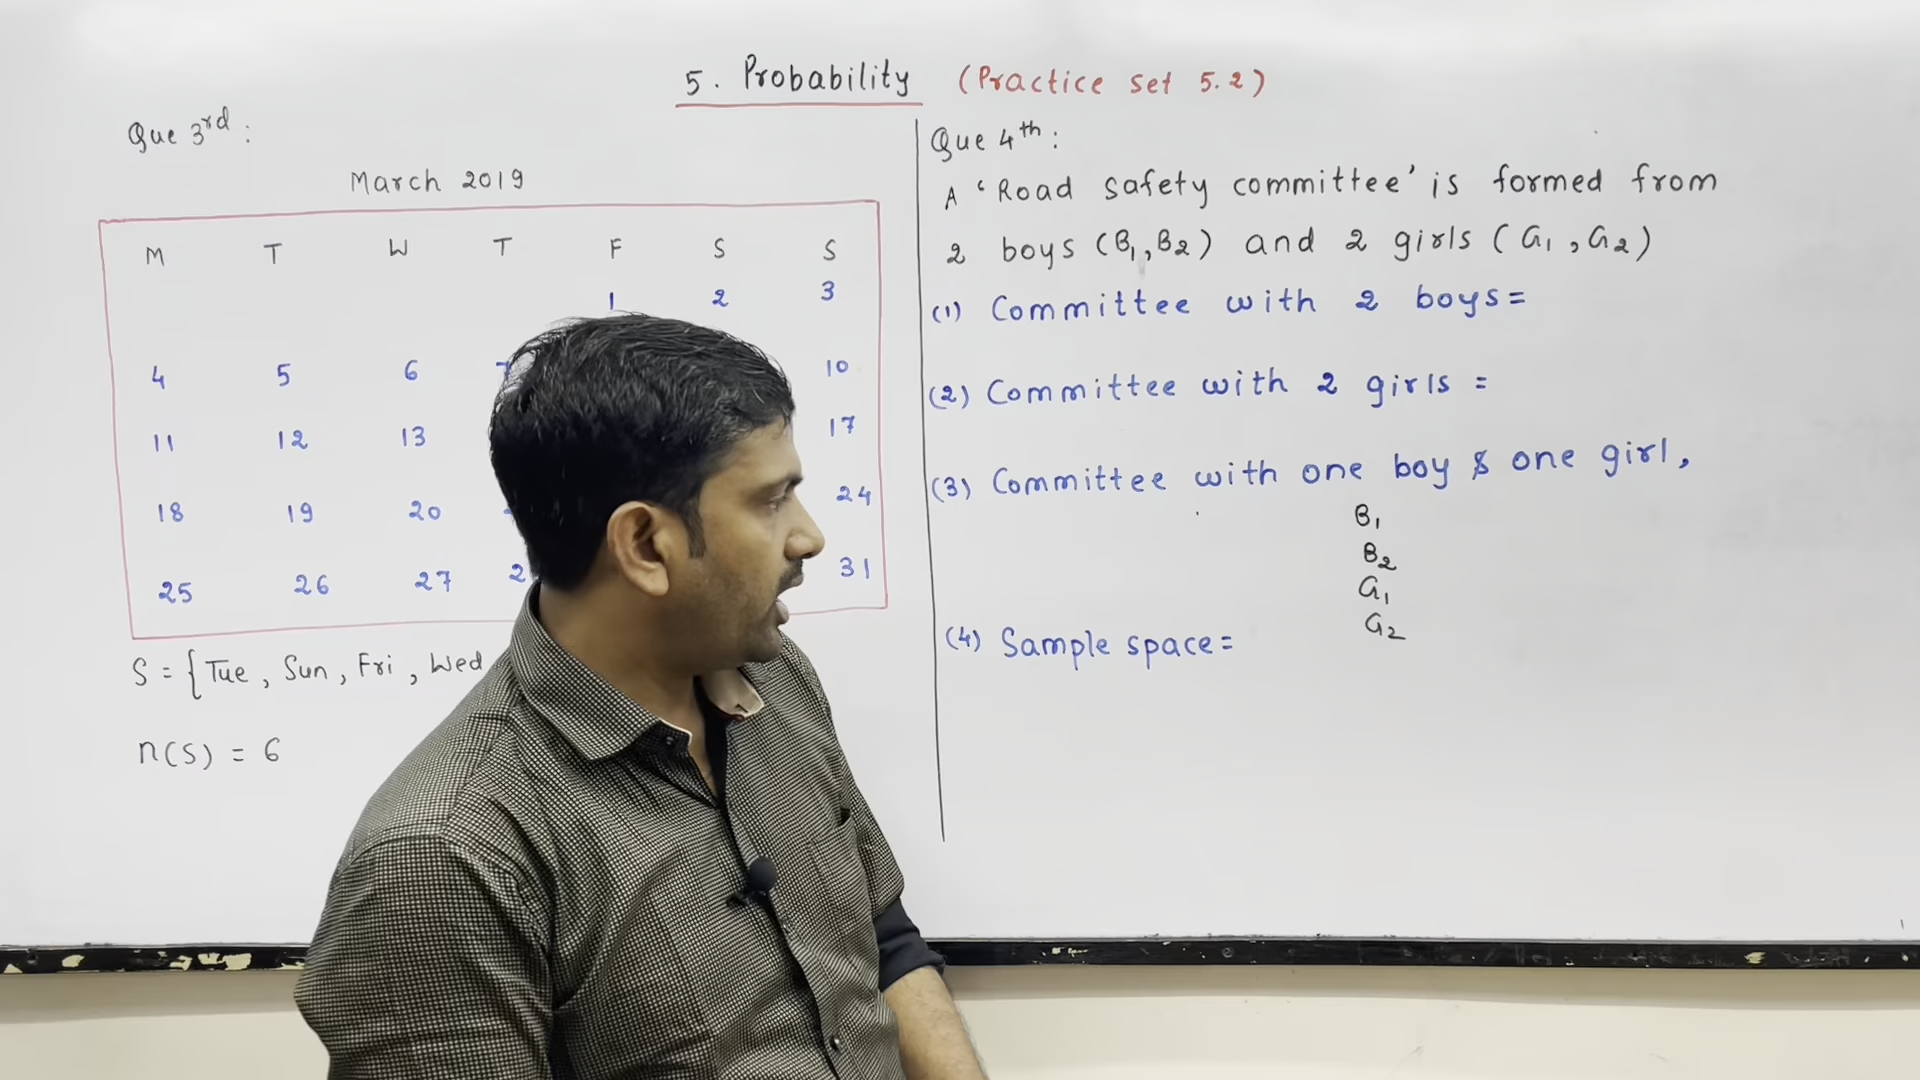 5. Probability (Practice set 5.2)
Que 3rd :
March 2019
M T W T F S S
1 2 3
4 5 6 10
11 12 13 17
18 19 20 24
25 26 27 31
S = {Tue, Sun, Fri, Wed
n(S) = 6
Que 4th :
A 'Road safety committee' is formed from
2 boys (B1, B2) and 2 girls (G1, G2)
(1) Committee with 2 boys =
(2) Committee with 2 girls =
(3) Committee with one boy & one girl,
B1
B2
G1
G2
(4) Sample space =